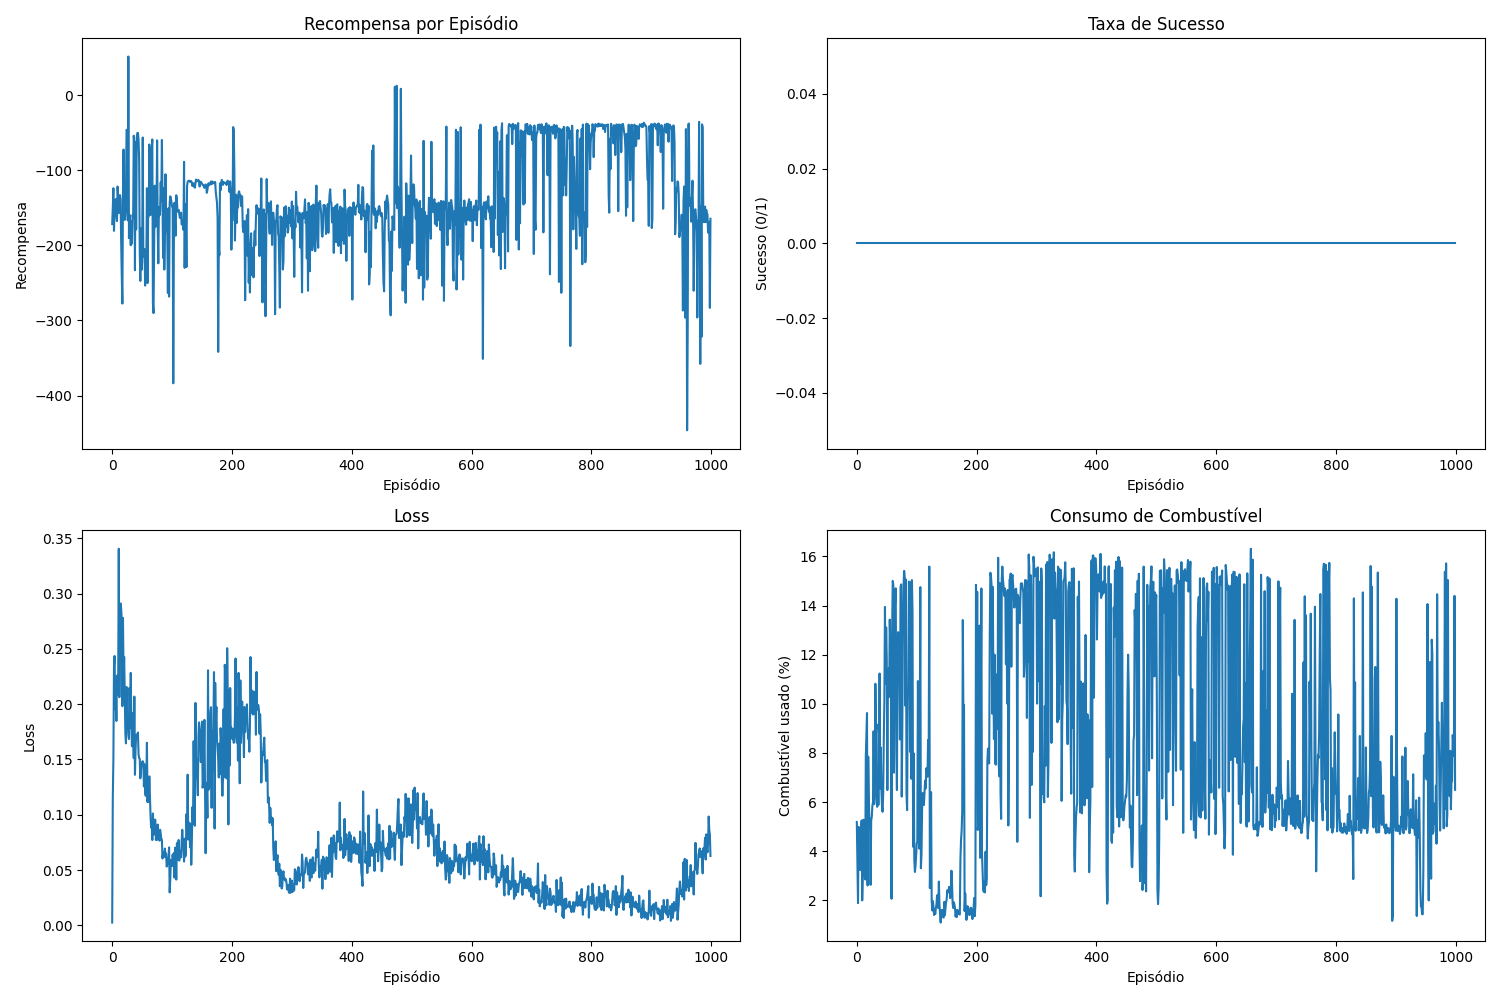 Recompensa por Episódio
Recompensa
0
−100
−200
−300
−400
0 200 400 600 800 1000
Episódio
Taxa de Sucesso
Sucesso (0/1)
0.04
0.02
0.00
−0.02
−0.04
0 200 400 600 800 1000
Episódio
Loss
Loss
0.35
0.30
0.25
0.20
0.15
0.10
0.05
0.00
0 200 400 600 800 1000
Episódio
Consumo de Combustível
Combustível usado (%)
16
14
12
10
8
6
4
2
0 200 400 600 800 1000
Episódio